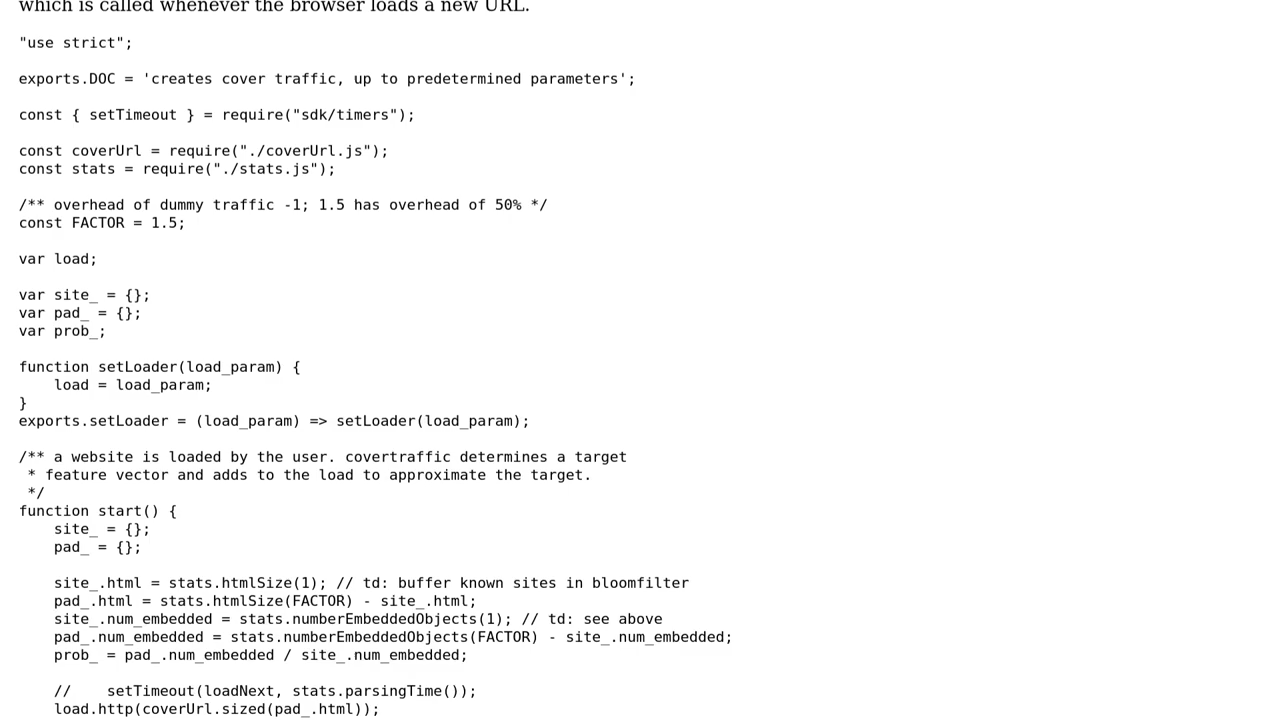 which is called whenever the browser loads a new URL.
"use strict";
exports.DOC = 'creates cover traffic, up to predetermined parameters';
const { setTimeout } = require("sdk/timers");
const coverUrl = require("./coverUrl.js");
const stats = require("./stats.js");
/** overhead of dummy traffic -1; 1.5 has overhead of 50% */
const FACTOR = 1.5;
var load;
var site_ = {};
var pad_ = {};
var prob_;
function setLoader(load_param) {
    load = load_param;
}
exports.setLoader = (load_param) => setLoader(load_param);
/** a website is loaded by the user. covertraffic determines a target
 * feature vector and adds to the load to approximate the target.
 */
function start() {
    site_ = {};
    pad_ = {};
    site_.html = stats.htmlSize(1); // td: buffer known sites in bloomfilter
    pad_.html = stats.htmlSize(FACTOR) - site_.html;
    site_.num_embedded = stats.numberEmbeddedObjects(1); // td: see above
    pad_.num_embedded = stats.numberEmbeddedObjects(FACTOR) - site_.num_embedded;
    prob_ = pad_.num_embedded / site_.num_embedded;
    //    setTimeout(loadNext, stats.parsingTime());
    load.http(coverUrl.sized(pad_.html));